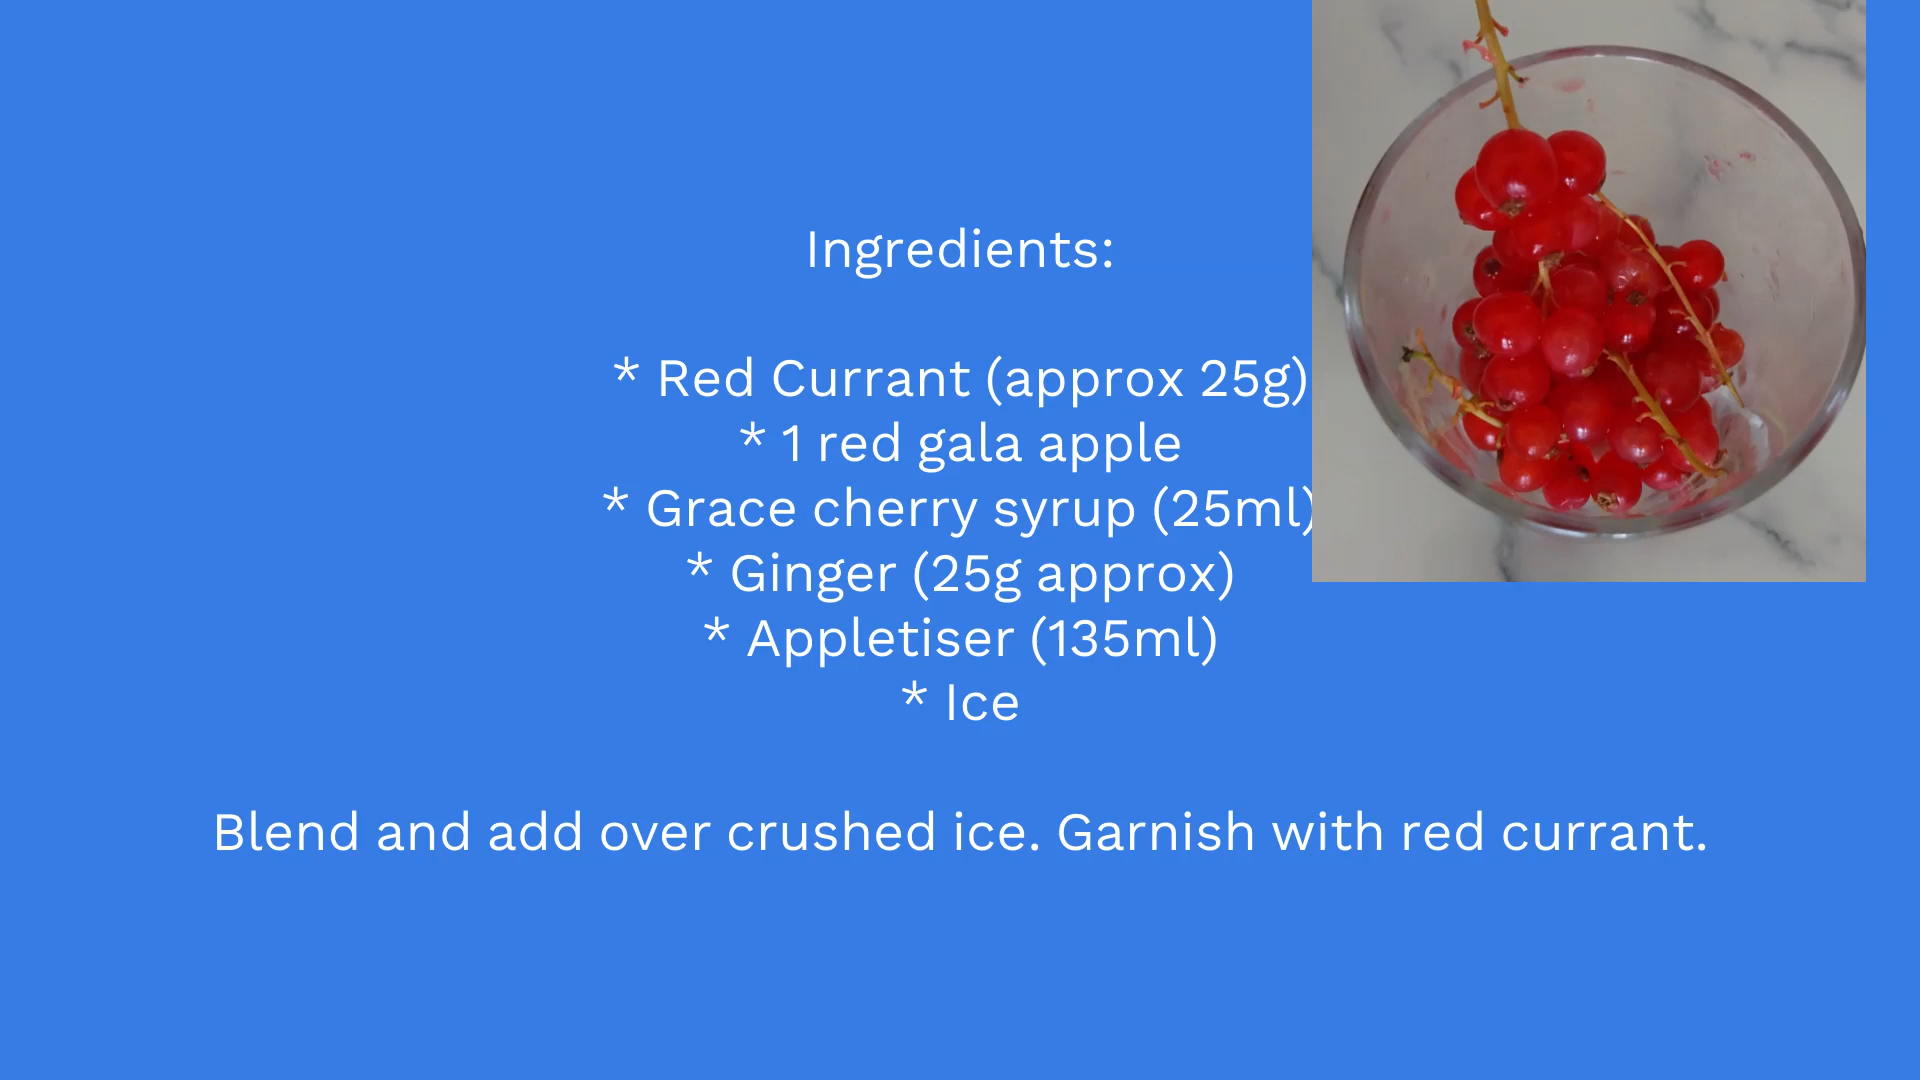 Ingredients:
* Red Currant (approx 25g)
* 1 red gala apple
* Grace cherry syrup (25ml)
* Ginger (25g approx)
* Appletiser (135ml)
* Ice
Blend and add over crushed ice. Garnish with red currant.